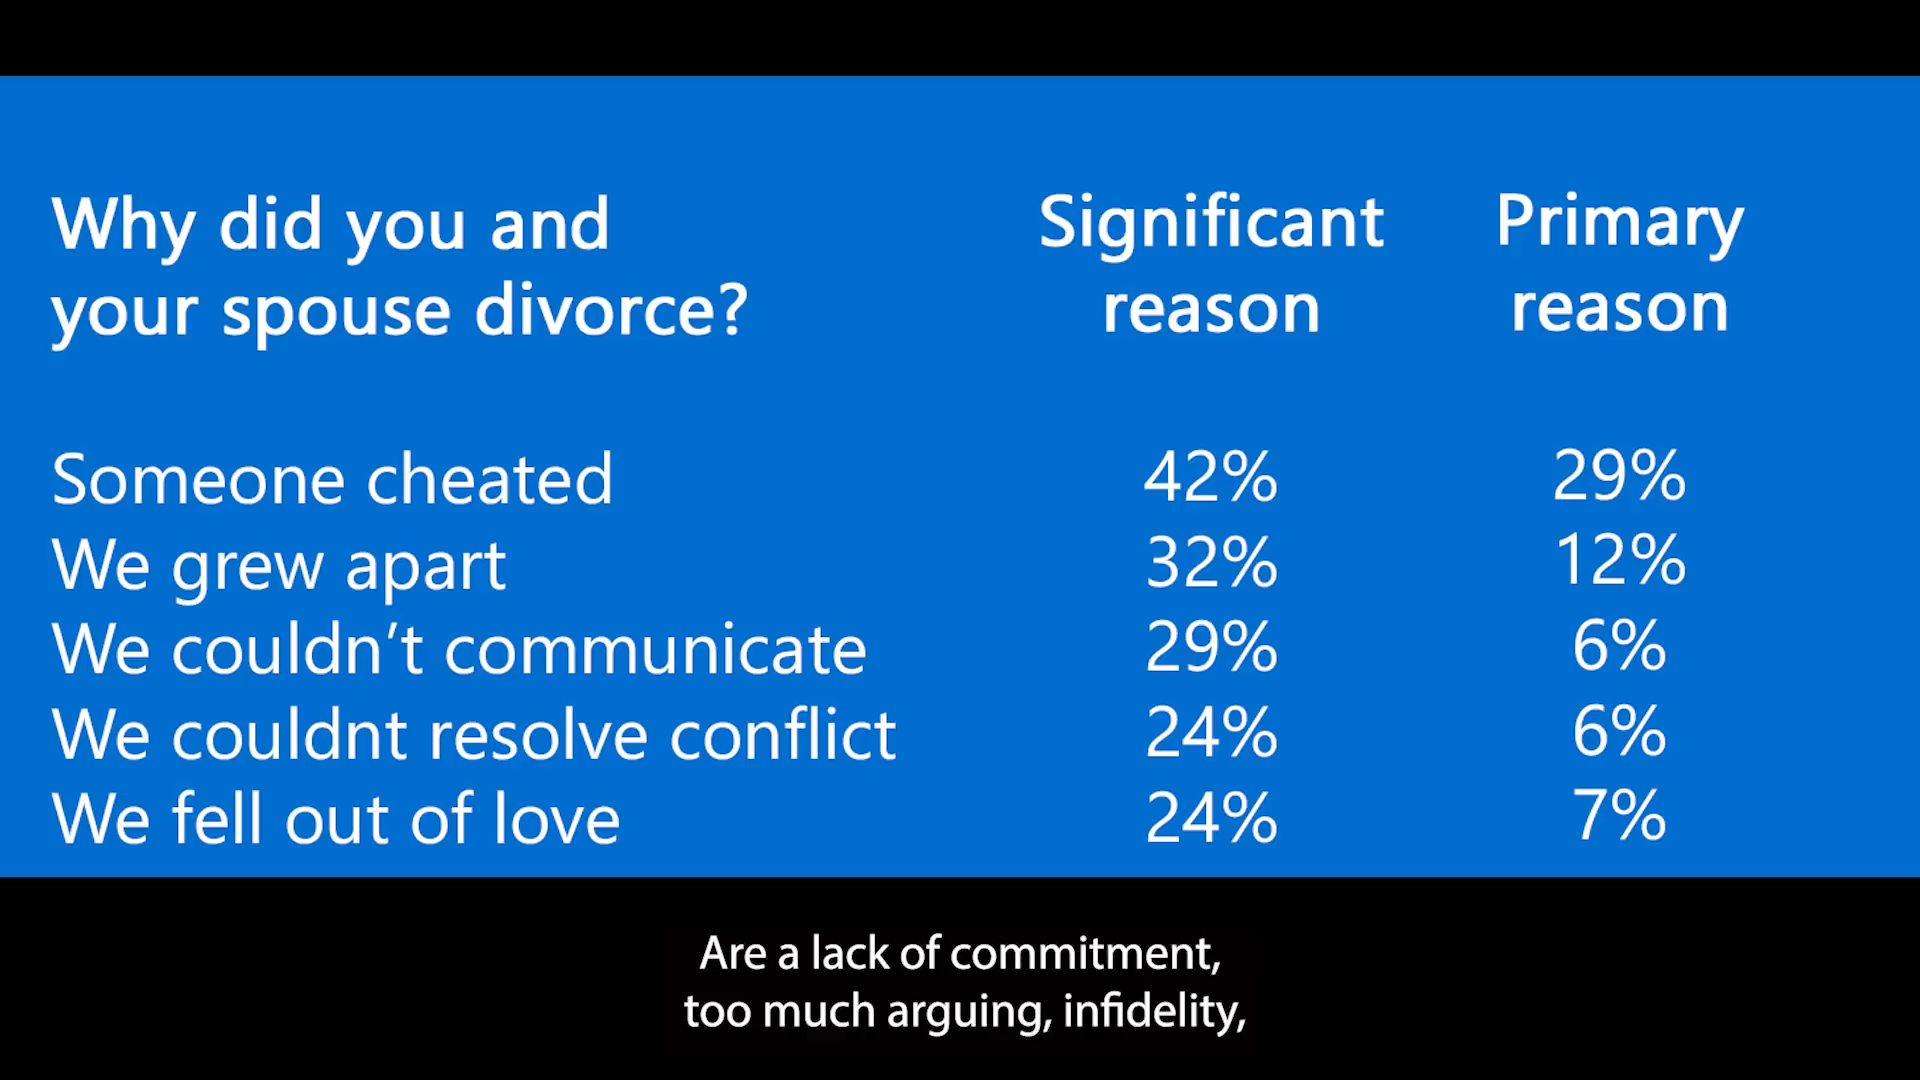 Why did you and
your spouse divorce?
Significant
reason
Primary
reason
Someone cheated 42% 29%
We grew apart 32% 12%
We couldn’t communicate 29% 6%
We couldnt resolve conflict 24% 6%
We fell out of love 24% 7%
Are a lack of commitment,
too much arguing, infidelity,